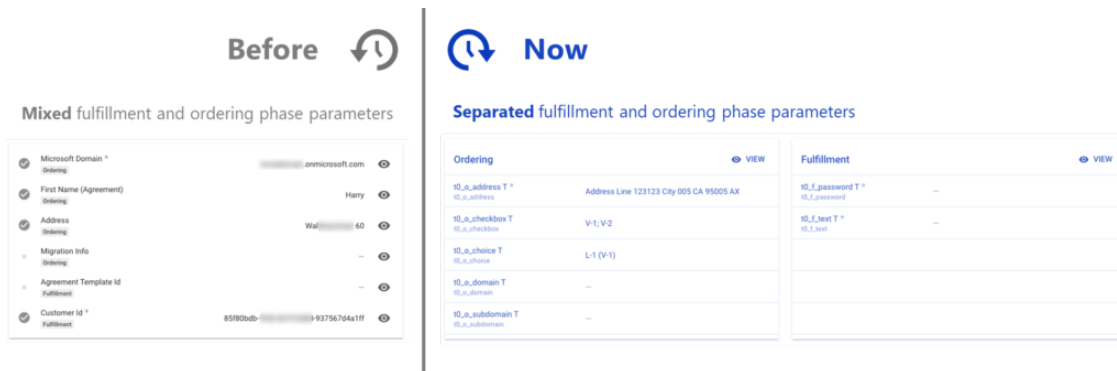 Before
Mixed fulfillment and ordering phase parameters
Microsoft Domain *
Ordering
.onmicrosoft.com
First Name (Agreement)
Ordering
Harry
Address
Ordering
Wal 60
Migration Info
Ordering
–
Agreement Template Id
Fulfillment
–
Customer Id *
Fulfillment
85f80bdb- -937567d4a1ff
Now
Separated fulfillment and ordering phase parameters
Ordering
VIEW
t0_o_address T *
t0_o_address
Address Line 123123 City 005 CA 95005 AX
t0_o_checkbox T
t0_o_checkbox
V-1; V-2
t0_o_choice T
t0_o_choice
L-1 (V-1)
t0_o_domain T
t0_o_domain
–
t0_o_subdomain T
t0_o_subdomain
–
Fulfillment
VIEW
t0_f_password T *
t0_f_password
–
t0_f_text T *
t0_f_text
–